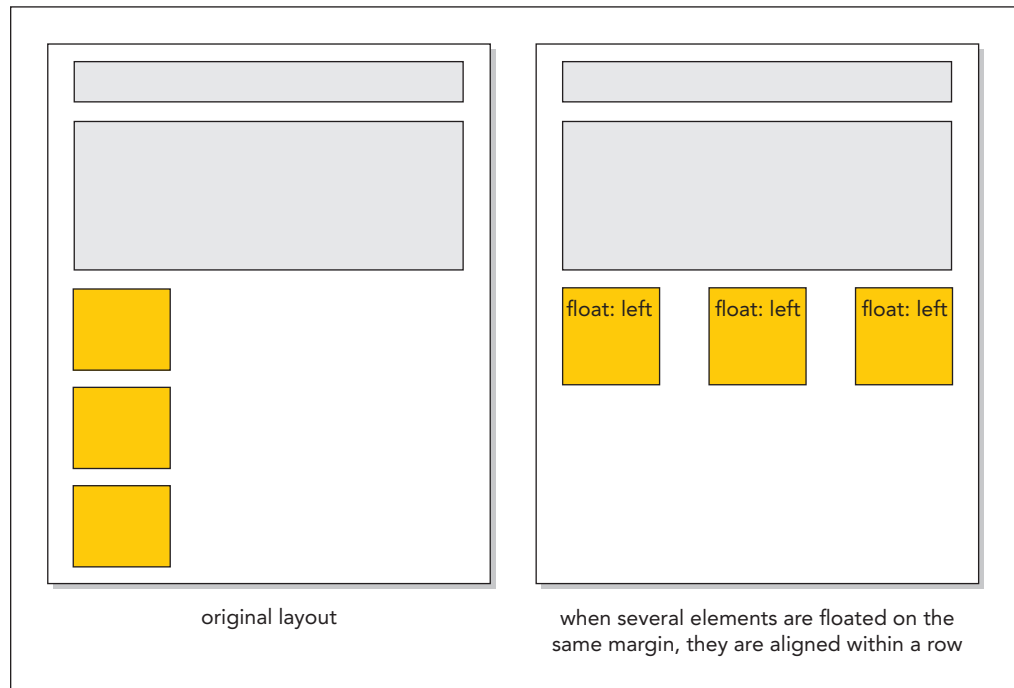 float: left
float: left
float: left
original layout
when several elements are floated on the
same margin, they are aligned within a row